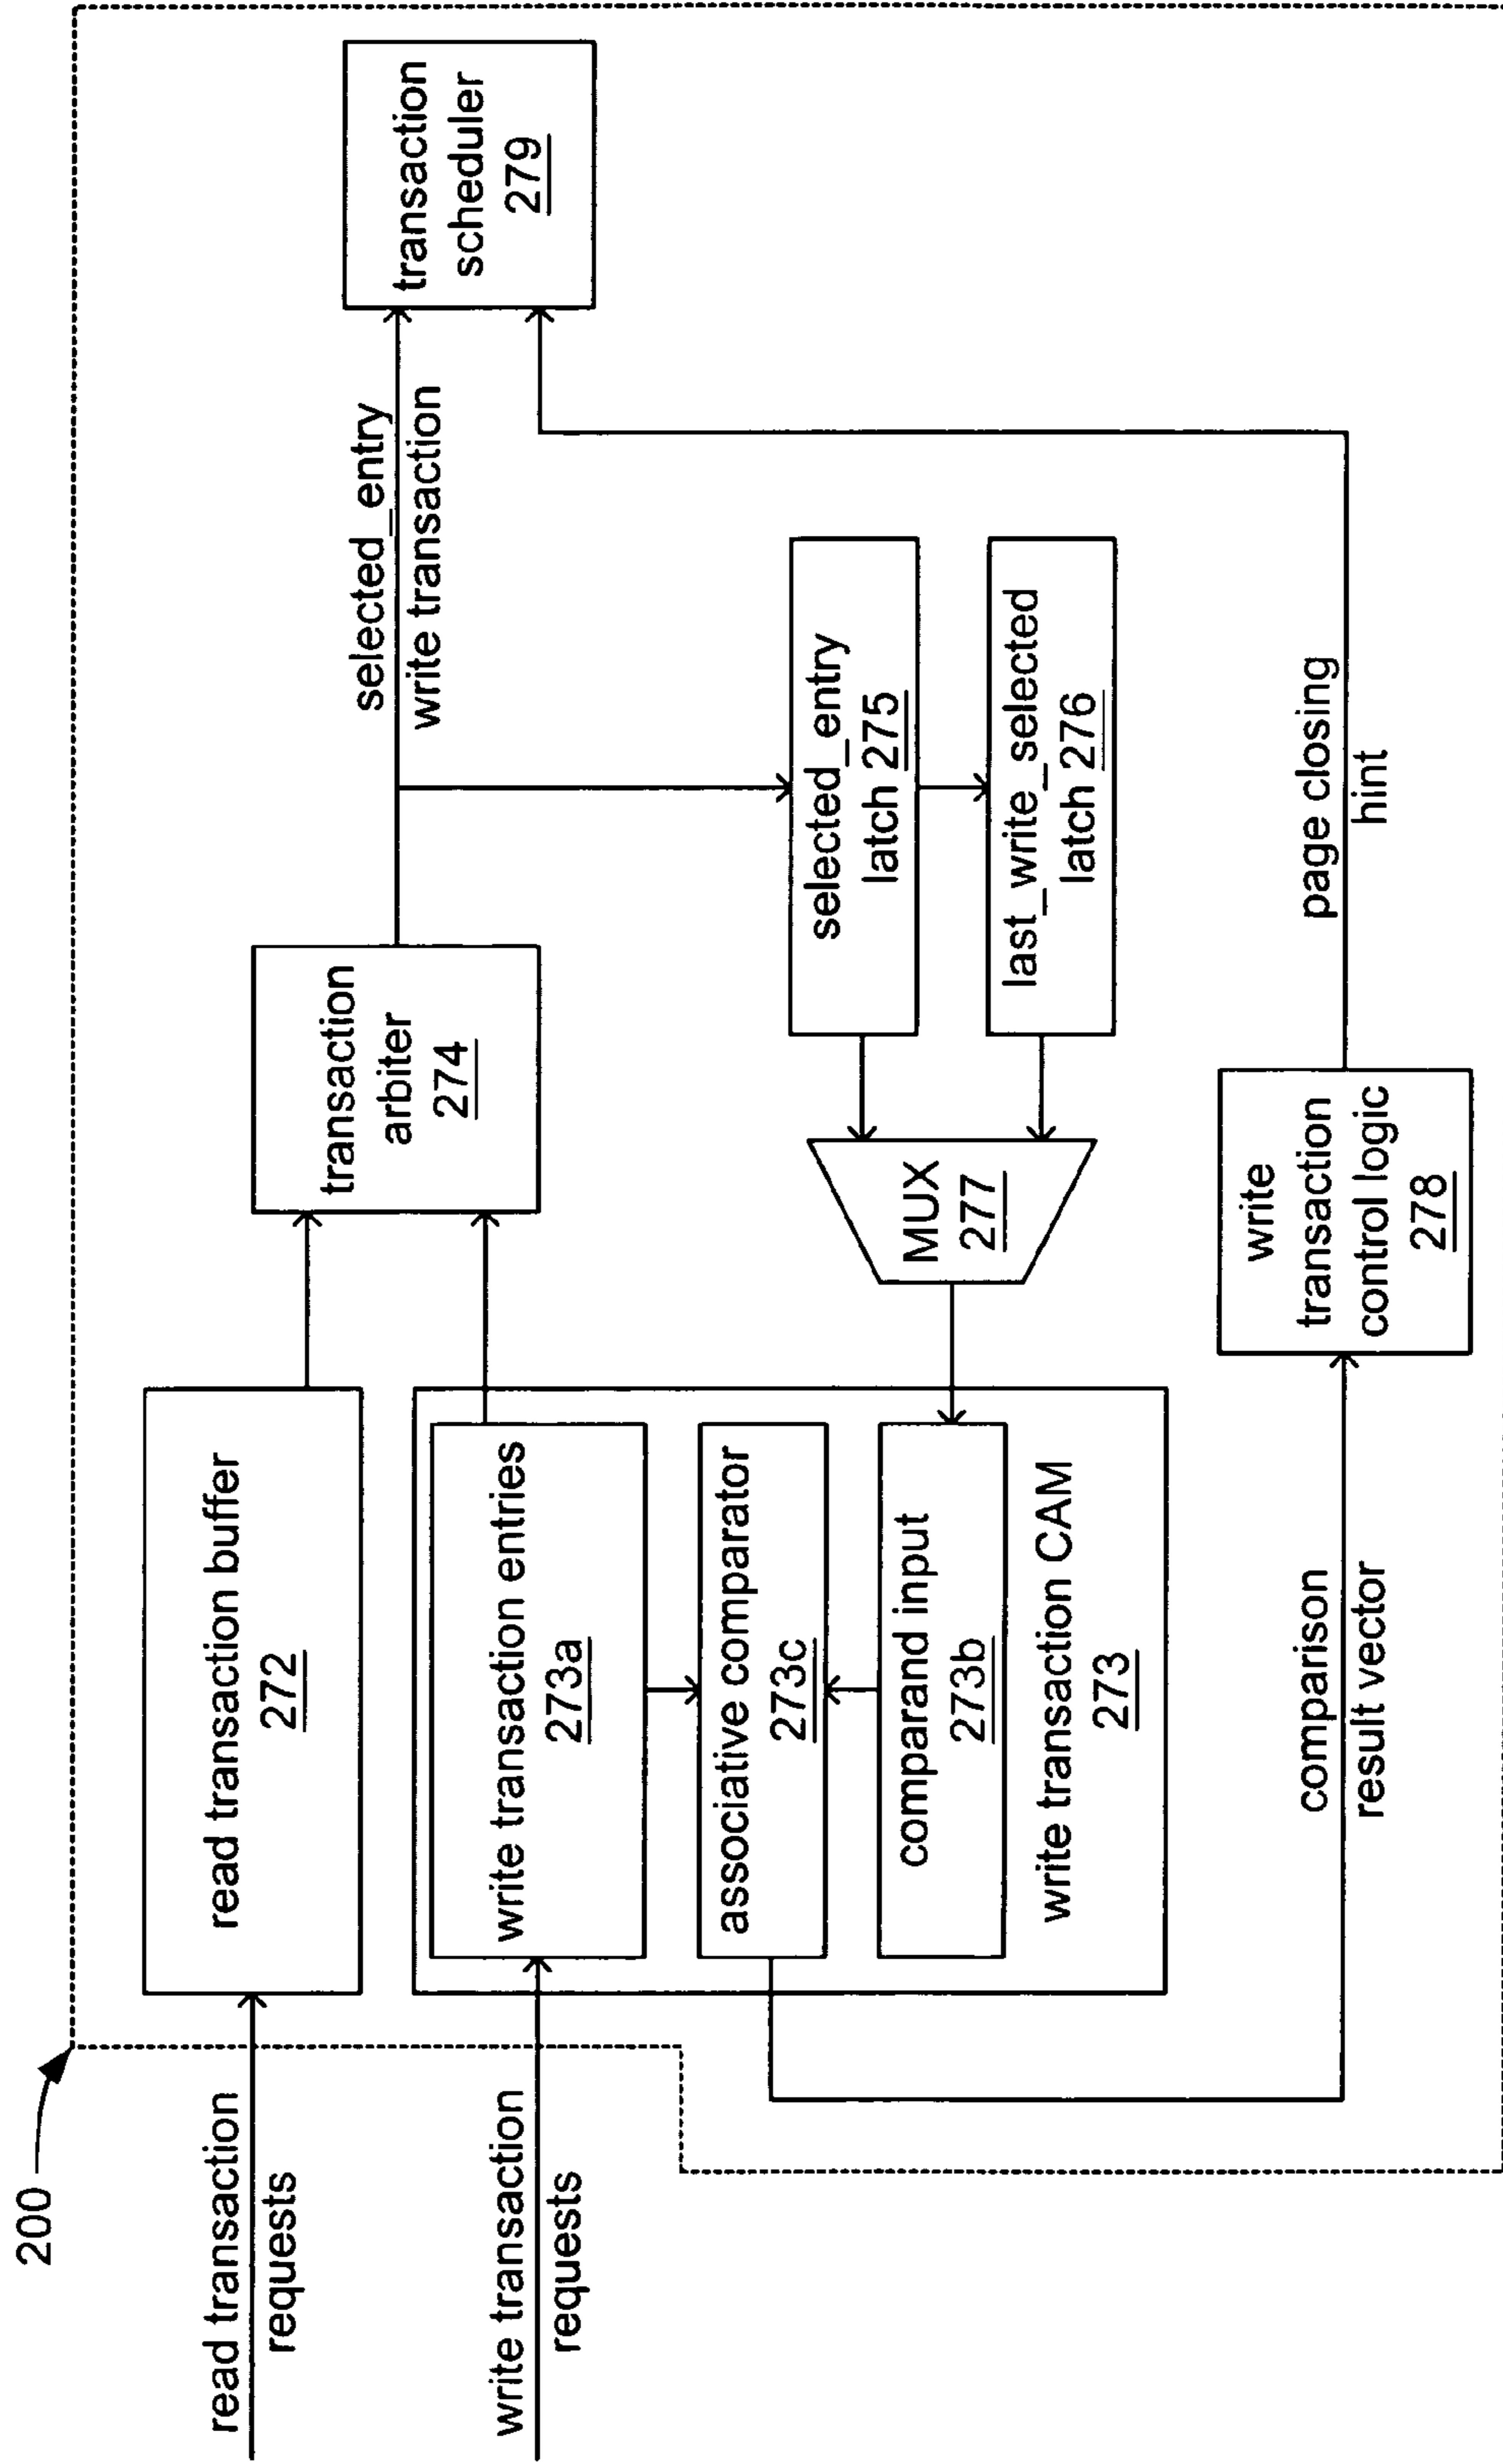 200
read transaction
requests
write transaction
requests
read transaction buffer
272
write transaction entries
273a
associative comparator
273c
comparand input
273b
write transaction CAM
273
transaction
arbiter
274
selected_entry
write transaction
transaction
scheduler
279
selected_entry
latch 275
last_write_selected
latch 276
MUX
277
comparison
result vector
write
transaction
control logic
278
page closing
hint